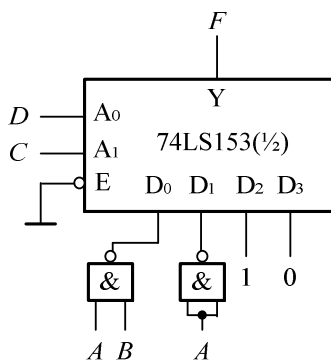 F
Y
D A₀
74LS153(½)
C A₁
E D₀ D₁ D₂ D₃
& & 1 0
A B A